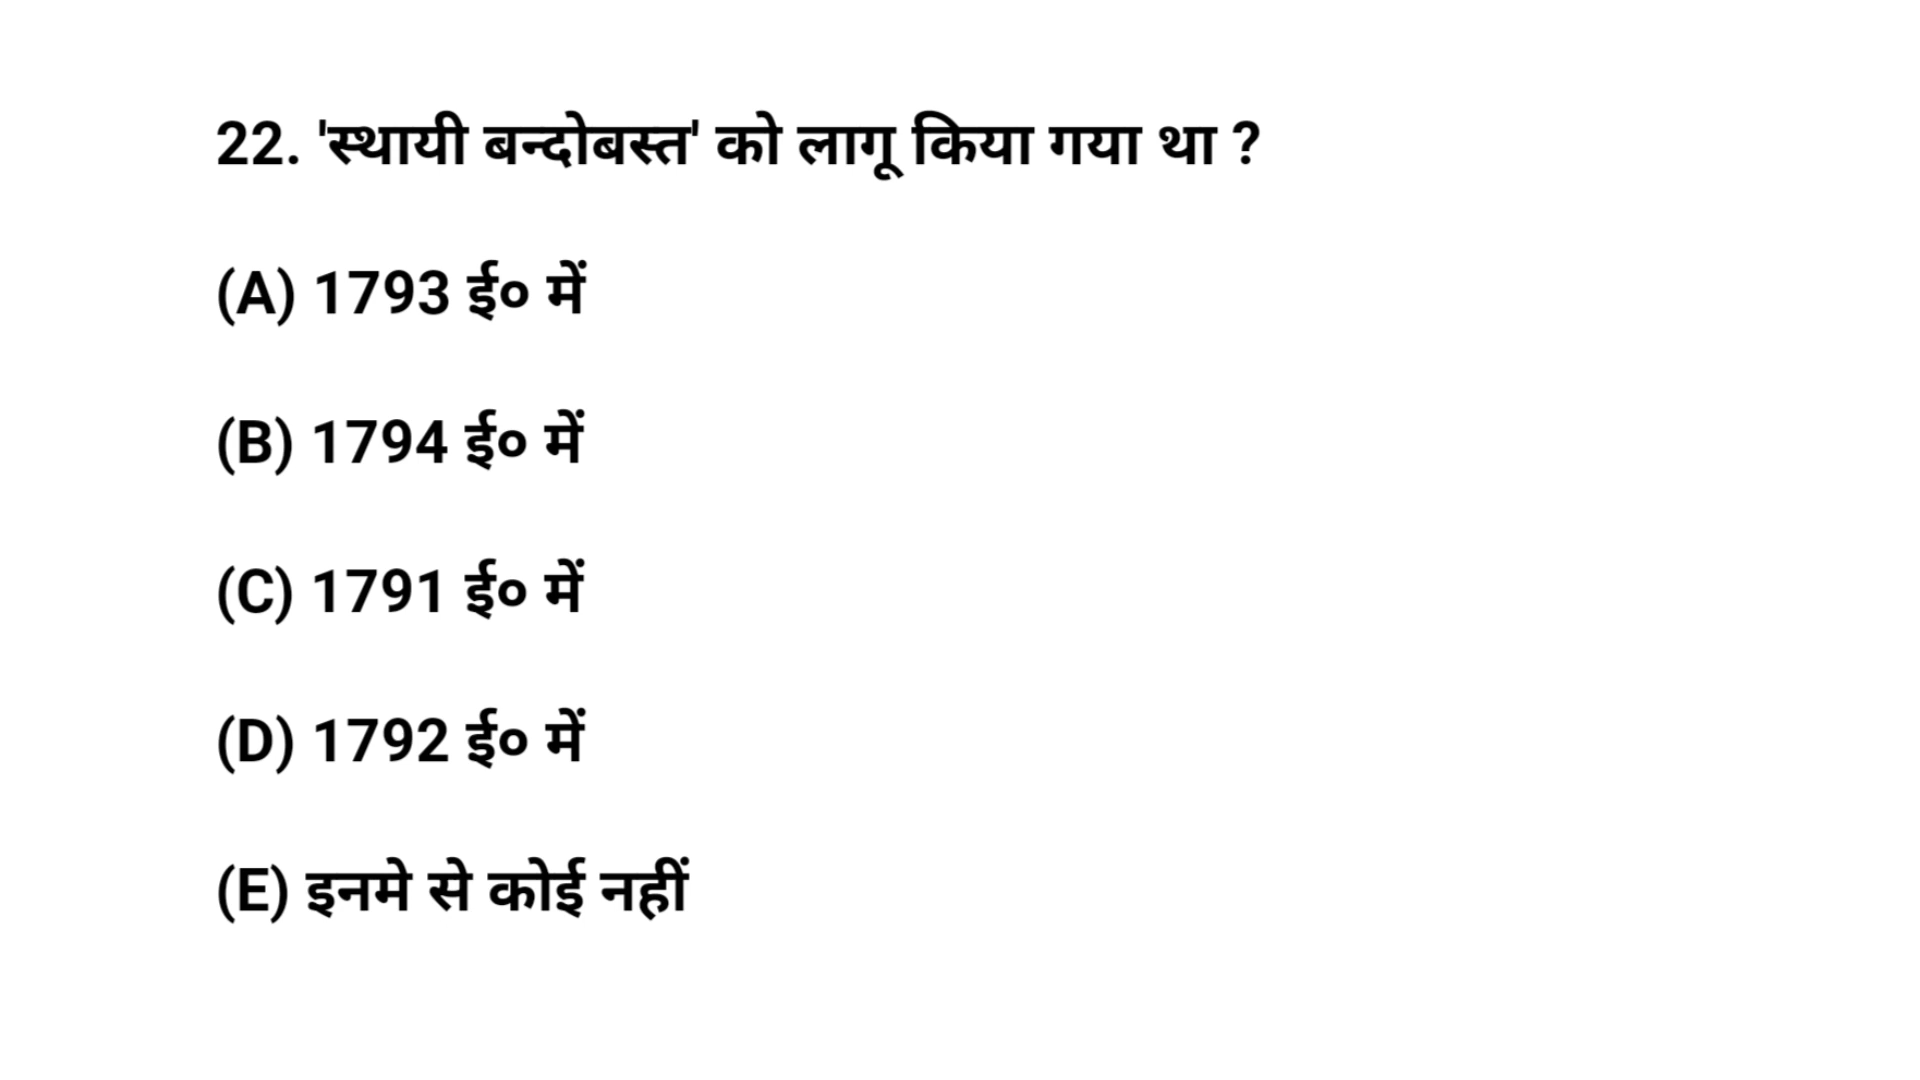 22. 'स्थायी बन्दोबस्त' को लागू किया गया था ?
(A) 1793 ई० में
(B) 1794 ई० में
(C) 1791 ई० में
(D) 1792 ई० में
(E) इनमे से कोई नहीं